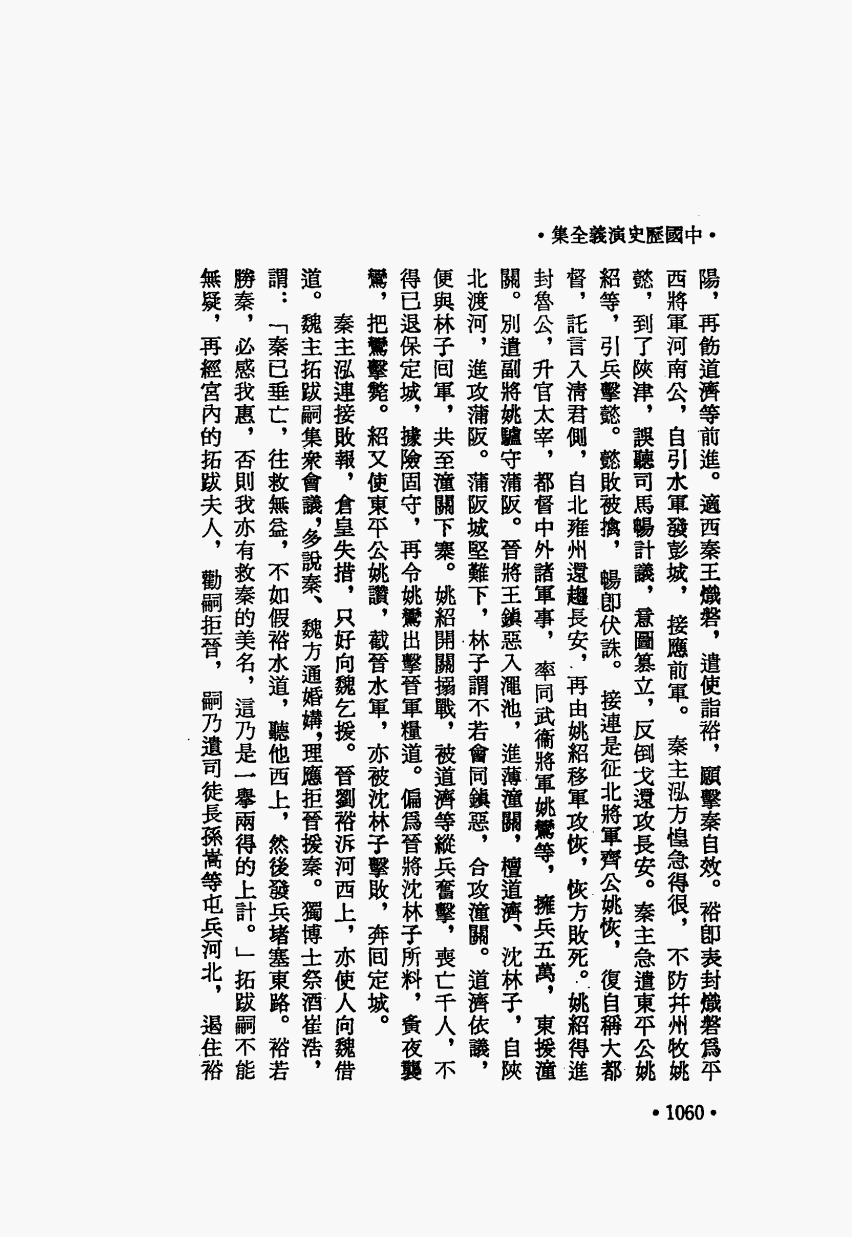 •中國歷史演義全集•
陽，再飭道濟等前進。適西秦王熾磐，遣使詣裕，願擊秦自效。裕卽表封熾磐爲平
西將軍河南公，自引水軍發彭城，接應前軍。秦主泓方惶急得很，不防幷州牧姚
懿，到了陝津，誤聽司馬暢計議，意圖篡立，反倒戈還攻長安。秦主急遣東平公姚
紹等，引兵擊懿。懿敗被擒，暢卽伏誅。接連是征北將軍齊公姚恢，復自稱大都
督，託言入淸君側，自北雍州還趨長安，再由姚紹移軍攻恢，恢方敗死。姚紹得進
封魯公，升官太宰，都督中外諸軍事，率同武衞將軍姚鸞等，擁兵五萬，東援潼
關。別遣副將姚驢守蒲阪。晉將王鎮惡入澠池，進薄潼關，檀道濟、沈林子，自陝
北渡河，進攻蒲阪。蒲阪城堅難下，林子謂不若會同鎮惡，合攻潼關。道濟依議，
便與林子回軍，共至潼關下寨。姚紹開關搦戰，被道濟等縱兵奮擊，喪亡千人，不
得已退保定城，據險固守，再令姚鸞出擊晉軍糧道。偏爲晉將沈林子所料，夤夜襲
鸞，把鸞擊斃。紹又使東平公姚讚，截晉水軍，亦被沈林子擊敗，奔回定城。
秦主泓連接敗報，倉皇失措，只好向魏乞援。晉劉裕泝河西上，亦使人向魏借
道。魏主拓跋嗣集衆會議，多說秦、魏方通婚媾，理應拒晉援秦。獨博士祭酒崔浩，
謂：「秦已垂亡，往救無益，不如假裕水道，聽他西上，然後發兵堵塞東路。裕若
勝秦，必感我惠，否則我亦有救秦的美名，這乃是一舉兩得的上計。」拓跋嗣不能
無疑，再經宮內的拓跋夫人，勸嗣拒晉，嗣乃遣司徒長孫嵩等屯兵河北，遏住裕
•1060•